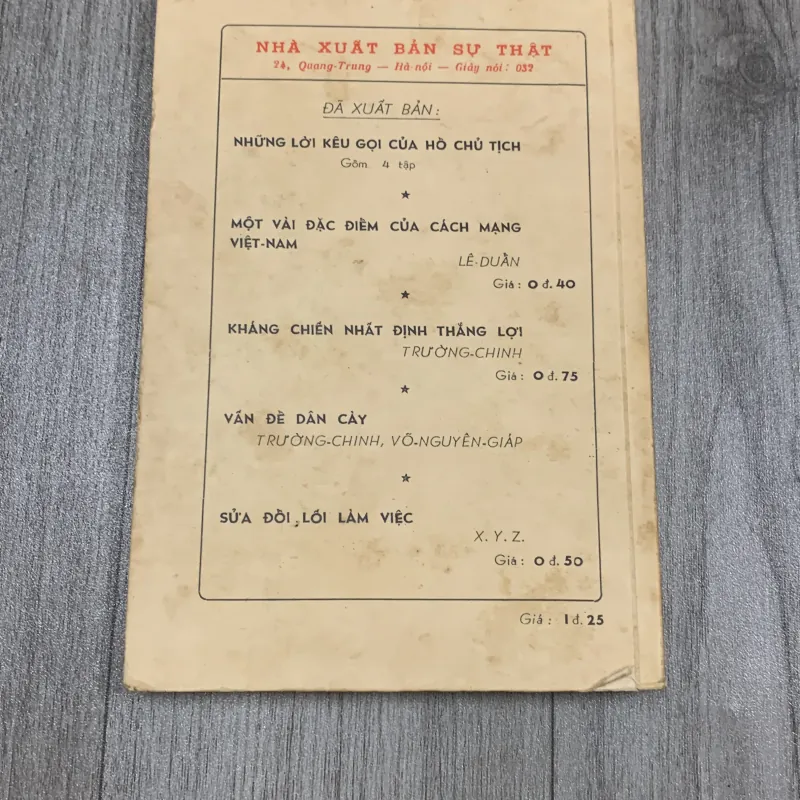 NHÀ XUẤT BẢN SỰ THẬT
24, Quang-Trung — Hà nội — Giây nói: 032
ĐÃ XUẤT BẢN:
NHỮNG LỜI KÊU GỌI CỦA HỒ CHỦ TỊCH
Gồm 4 tập
★
MỘT VÀI ĐẶC ĐIỂM CỦA CÁCH MẠNG
VIỆT-NAM
LÊ-DUẨN
Giá: 0 đ. 40
★
KHÁNG CHIẾN NHẤT ĐỊNH THẮNG LỢI
TRƯỜNG-CHINH
Giá: 0 đ. 75
★
VẤN ĐỀ DÂN CÀY
TRƯỜNG-CHINH, VÕ-NGUYÊN-GIÁP
★
SỬA ĐỔI LỐI LÀM VIỆC
X. Y. Z.
Giá: 0 đ. 50
Giá: 1 đ. 25